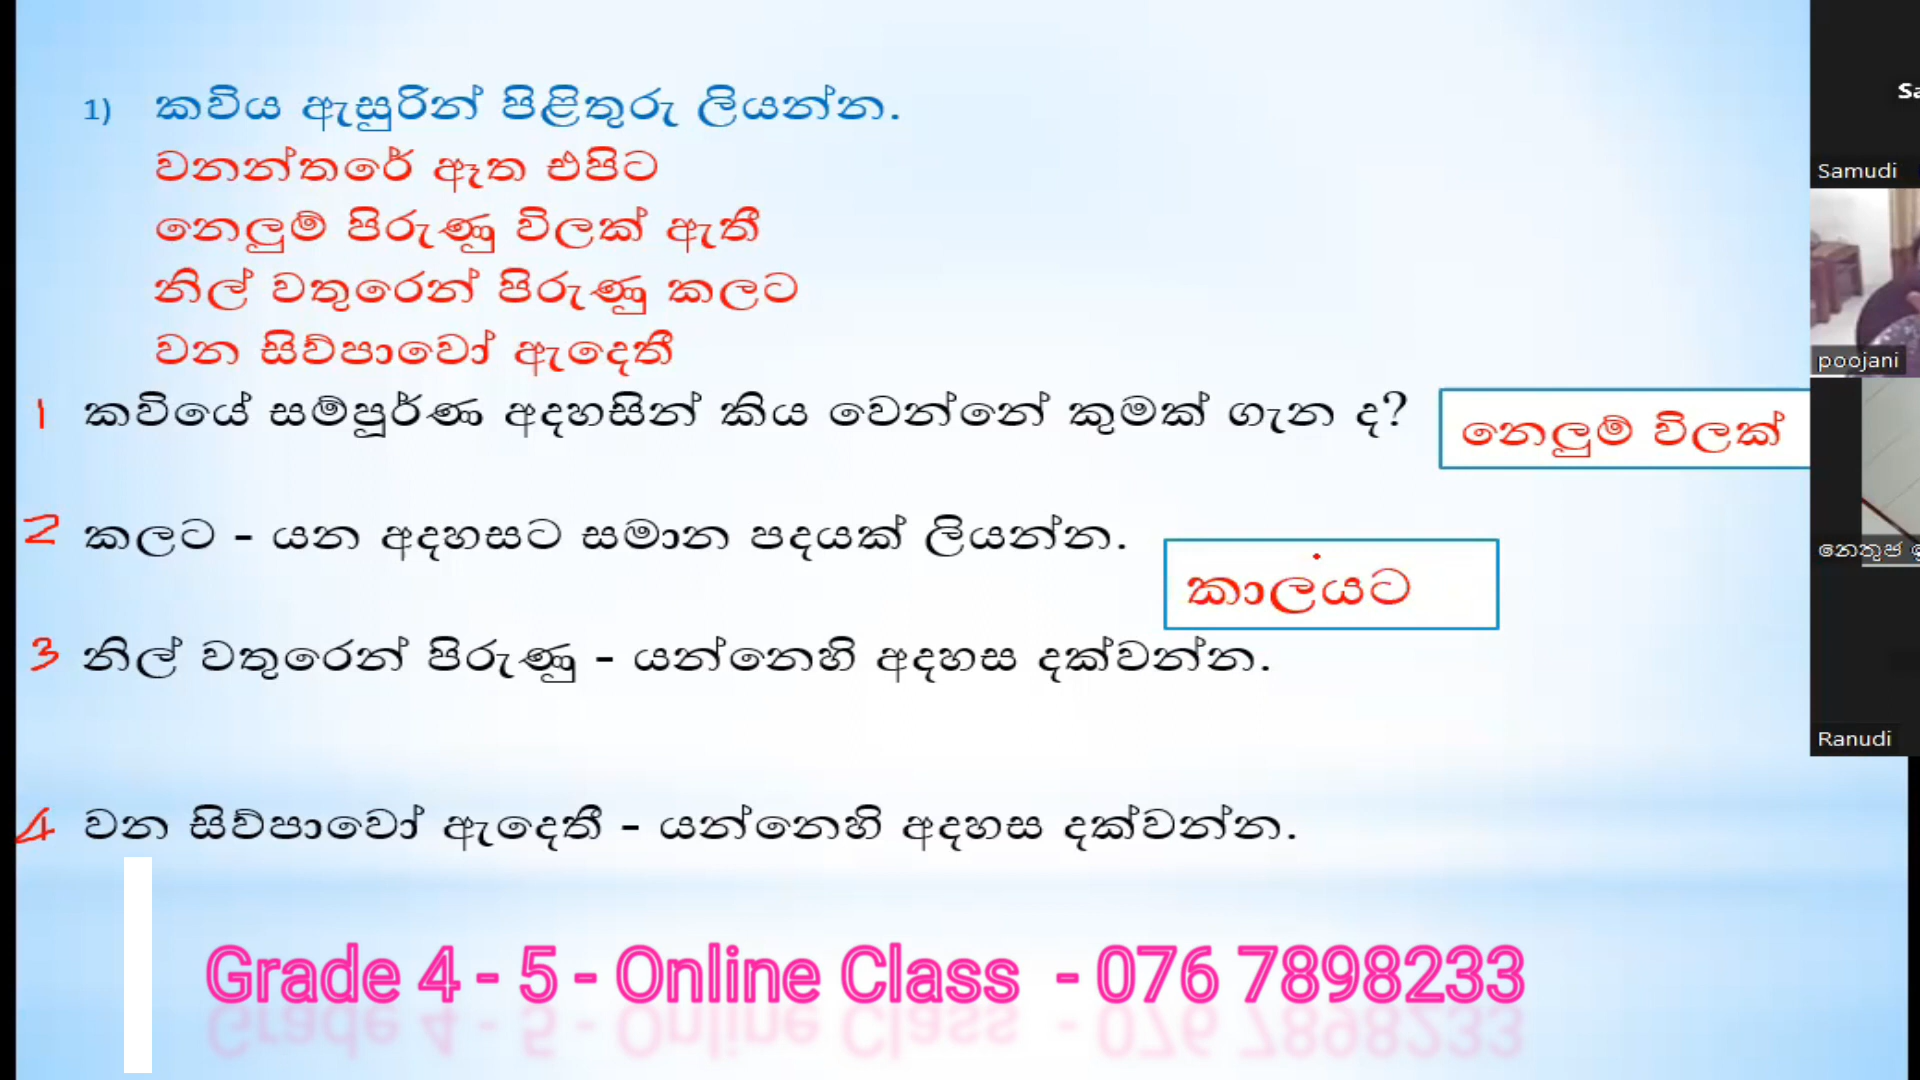 1) කවිය ඇසුරින් පිළිතුරු ලියන්න.
වනන්තරේ ඈත එපිට
නෙලුම් පිරුණු විලක් ඇතී
නිල් වතුරෙන් පිරුණු කලට
වන සිව්පාවෝ ඇදෙතී
1 කවියේ සම්පූර්ණ අදහසින් කිය වෙන්නේ කුමක් ගැන ද? නෙලුම් විලක්
2 කලට - යන අදහසට සමාන පදයක් ලියන්න.
කාලයට
3 නිල් වතුරෙන් පිරුණු - යන්නෙහි අදහස දක්වන්න.
4 වන සිව්පාවෝ ඇදෙතී - යන්නෙහි අදහස දක්වන්න.
Grade 4 - 5 - Online Class - 076 7898233
Samudi
poojani
නෙතුජ
Ranudi